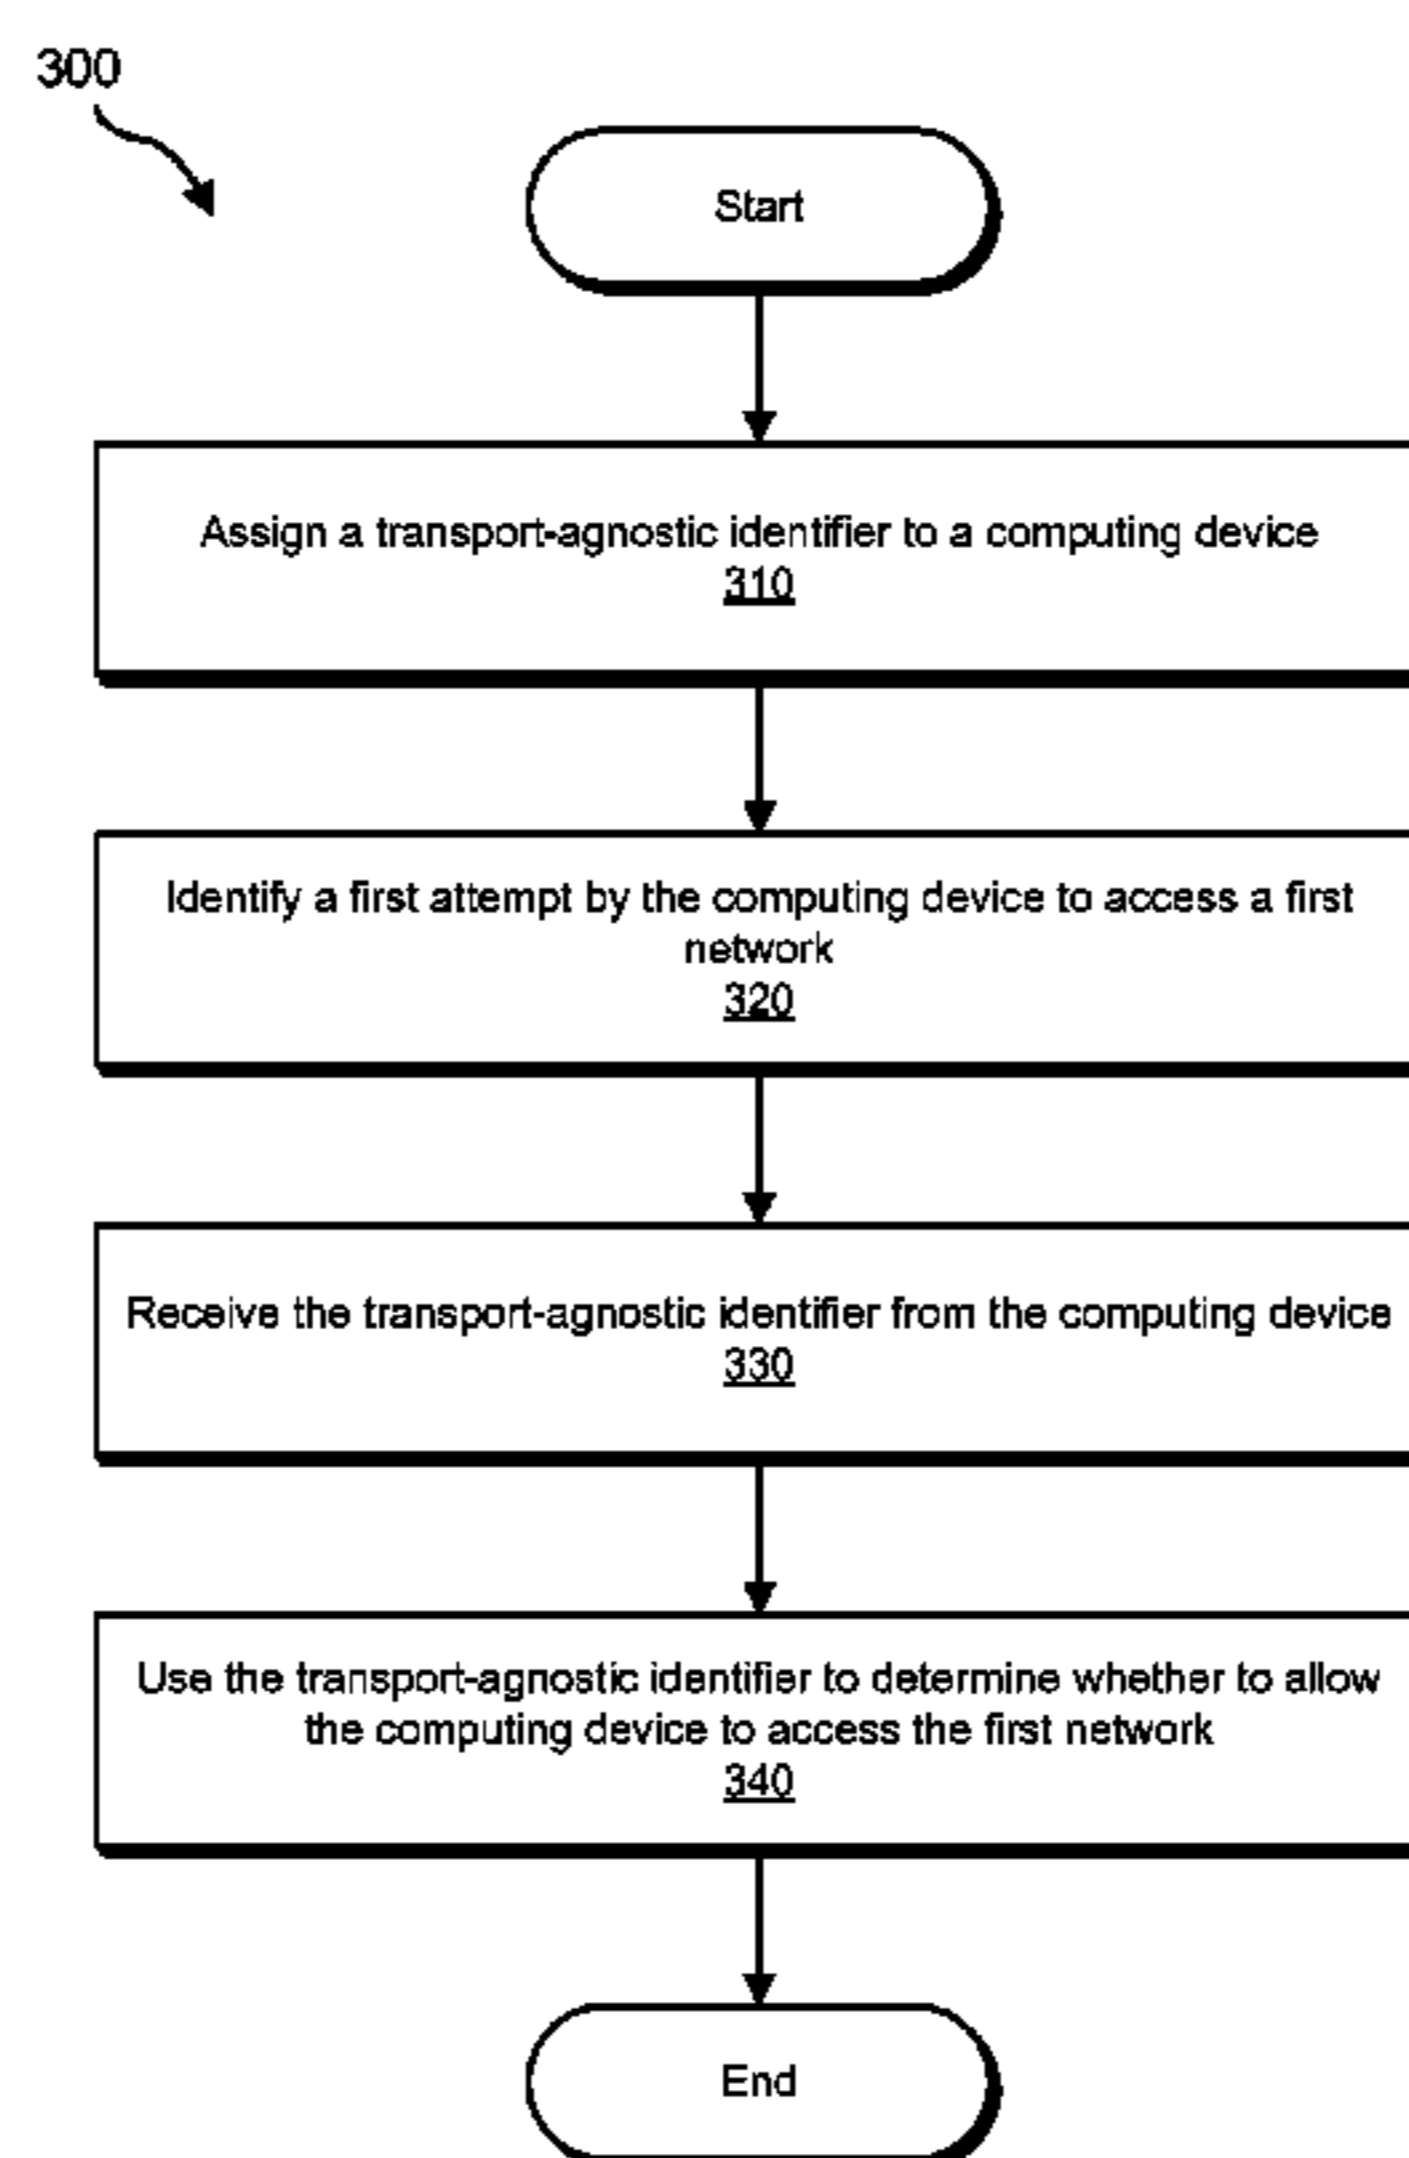 300
Start
Assign a transport-agnostic identifier to a computing device
310
Identify a first attempt by the computing device to access a first
network
320
Receive the transport-agnostic identifier from the computing device
330
Use the transport-agnostic identifier to determine whether to allow
the computing device to access the first network
340
End